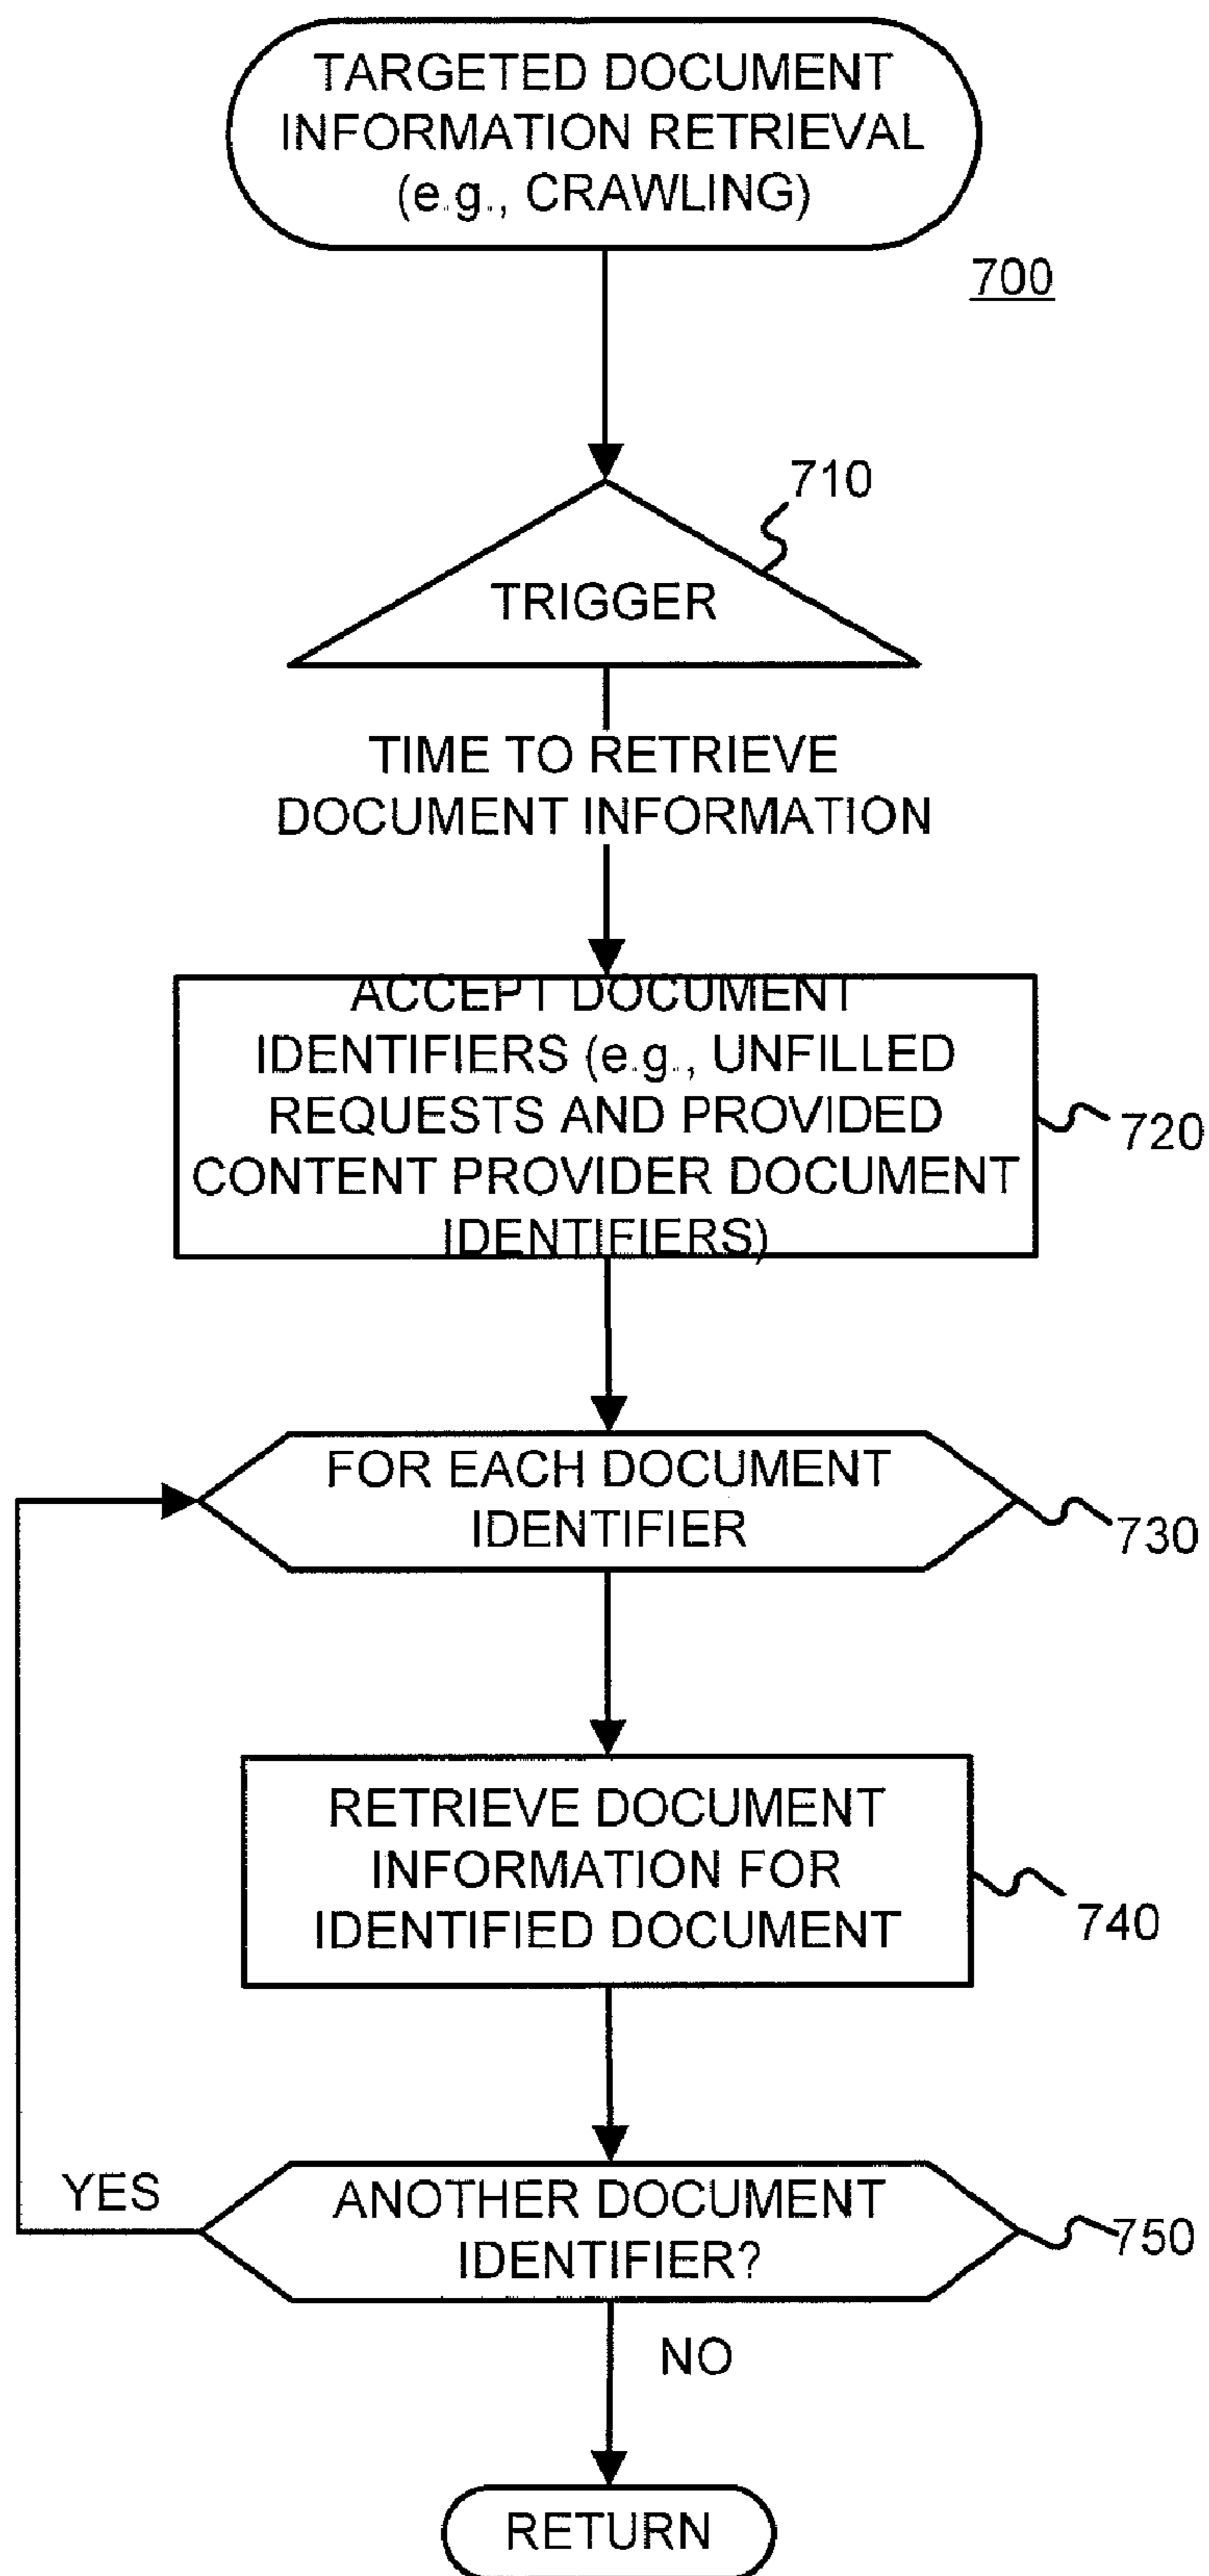 TARGETED DOCUMENT
INFORMATION RETRIEVAL
(e.g., CRAWLING)
700
710
TRIGGER
TIME TO RETRIEVE
DOCUMENT INFORMATION
ACCEPT DOCUMENT
IDENTIFIERS (e.g., UNFILLED
REQUESTS AND PROVIDED
CONTENT PROVIDER DOCUMENT
IDENTIFIERS)
720
FOR EACH DOCUMENT
IDENTIFIER
730
RETRIEVE DOCUMENT
INFORMATION FOR
IDENTIFIED DOCUMENT
740
YES
ANOTHER DOCUMENT
IDENTIFIER?
750
NO
RETURN